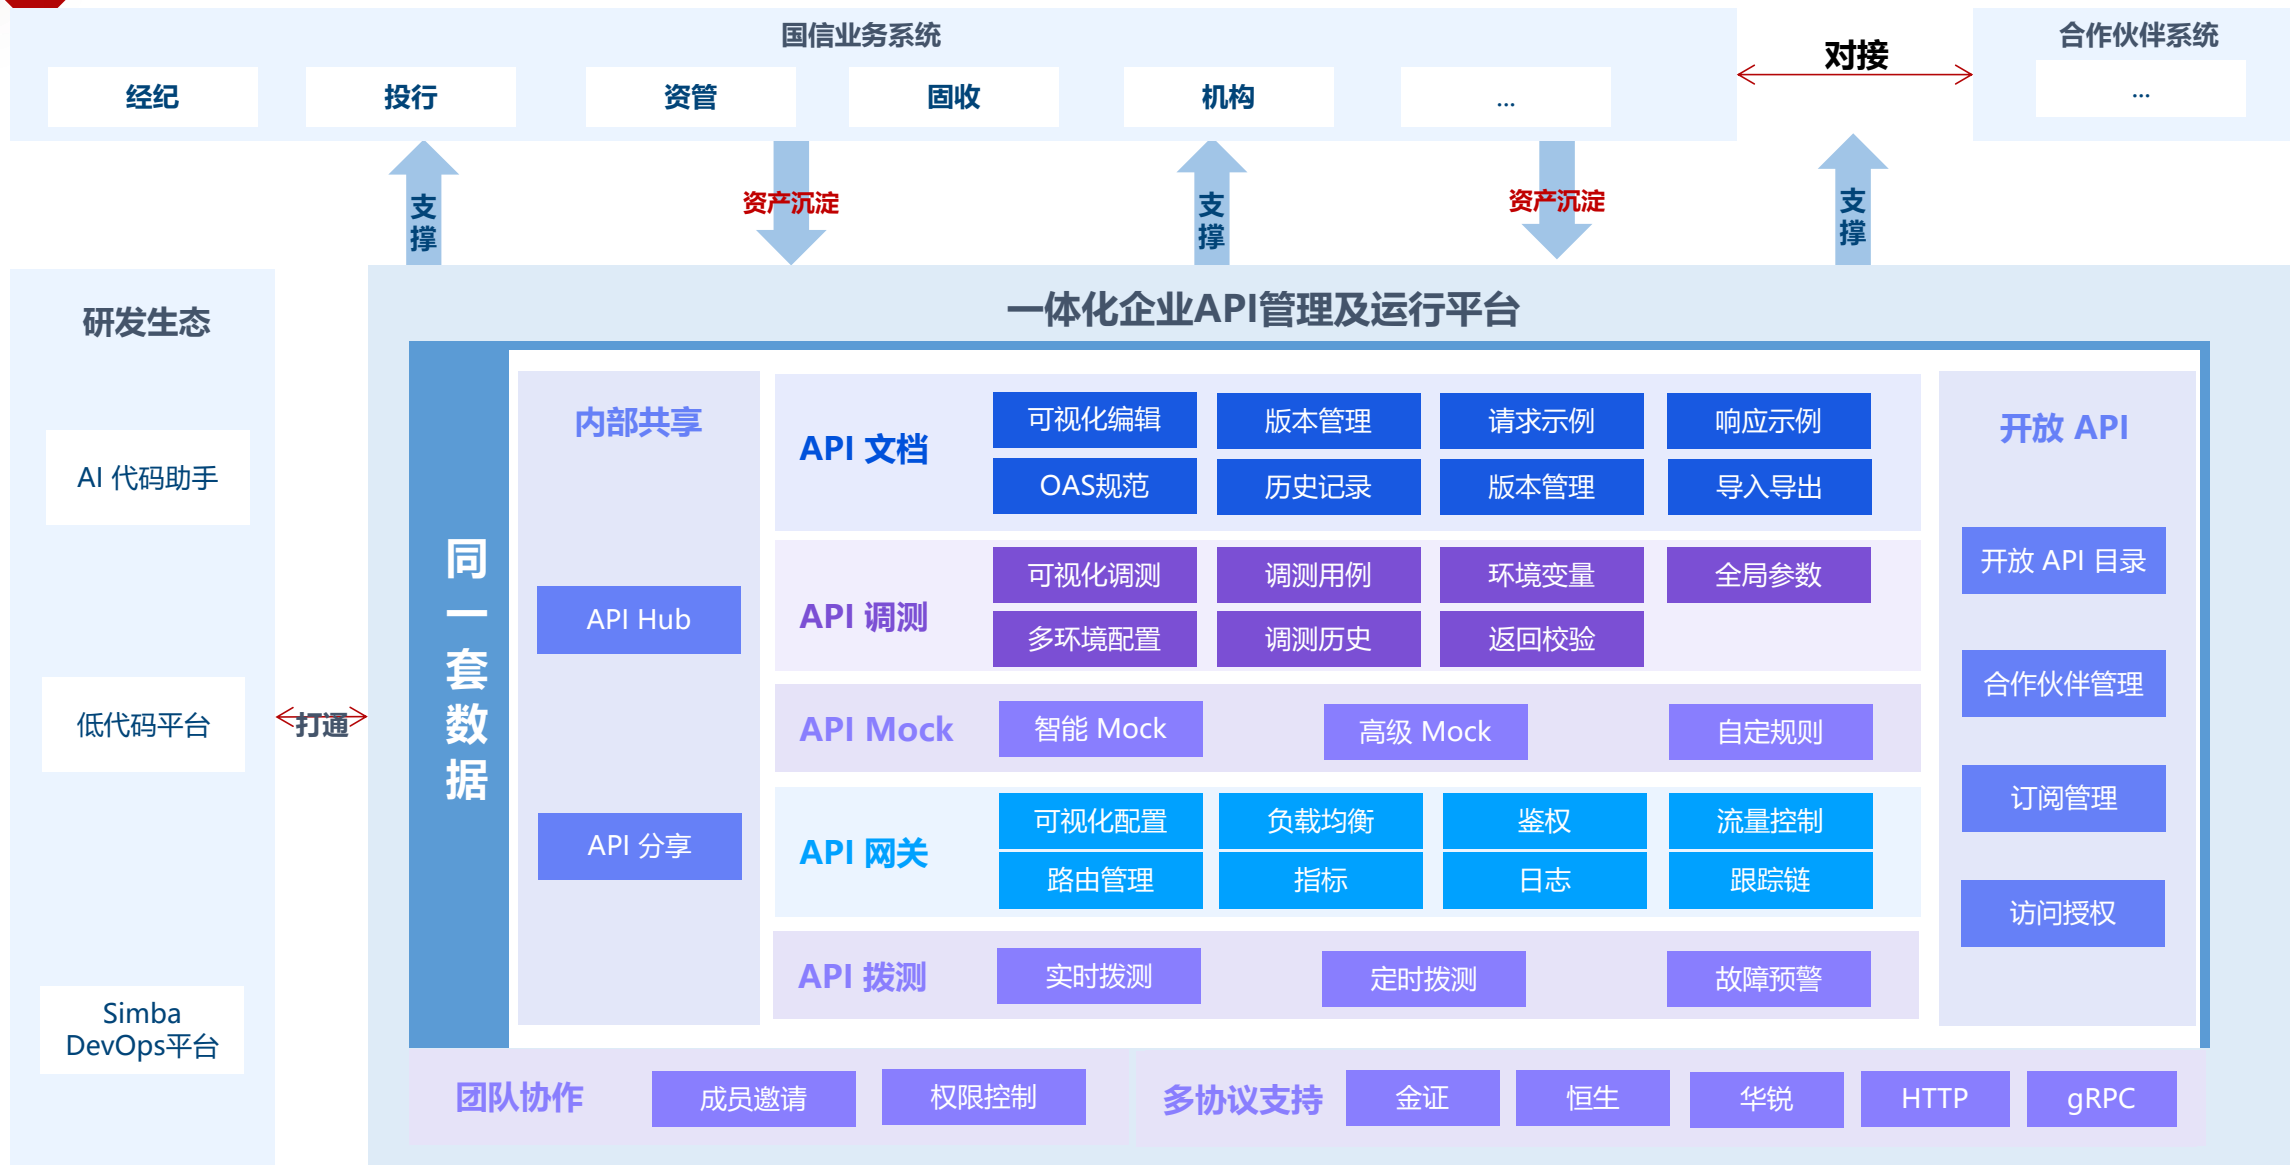 国信业务系统
经纪
投行
资管
固收
机构
...
对接
合作伙伴系统
...
支
撑
资产沉淀
支
撑
资产沉淀
支
撑
研发生态
AI 代码助手
低代码平台
Simba
DevOps平台
打通
一体化企业API管理及运行平台
同
一
套
数
据
内部共享
API Hub
API 分享
API 文档
可视化编辑
版本管理
请求示例
响应示例
OAS规范
历史记录
版本管理
导入导出
API 调测
可视化调测
调测用例
环境变量
全局参数
多环境配置
调测历史
返回校验
API Mock
智能 Mock
高级 Mock
自定规则
API 网关
可视化配置
负载均衡
鉴权
流量控制
路由管理
指标
日志
跟踪链
API 拨测
实时拨测
定时拨测
故障预警
开放 API
开放 API 目录
合作伙伴管理
订阅管理
访问授权
团队协作
成员邀请
权限控制
多协议支持
金证
恒生
华锐
HTTP
gRPC